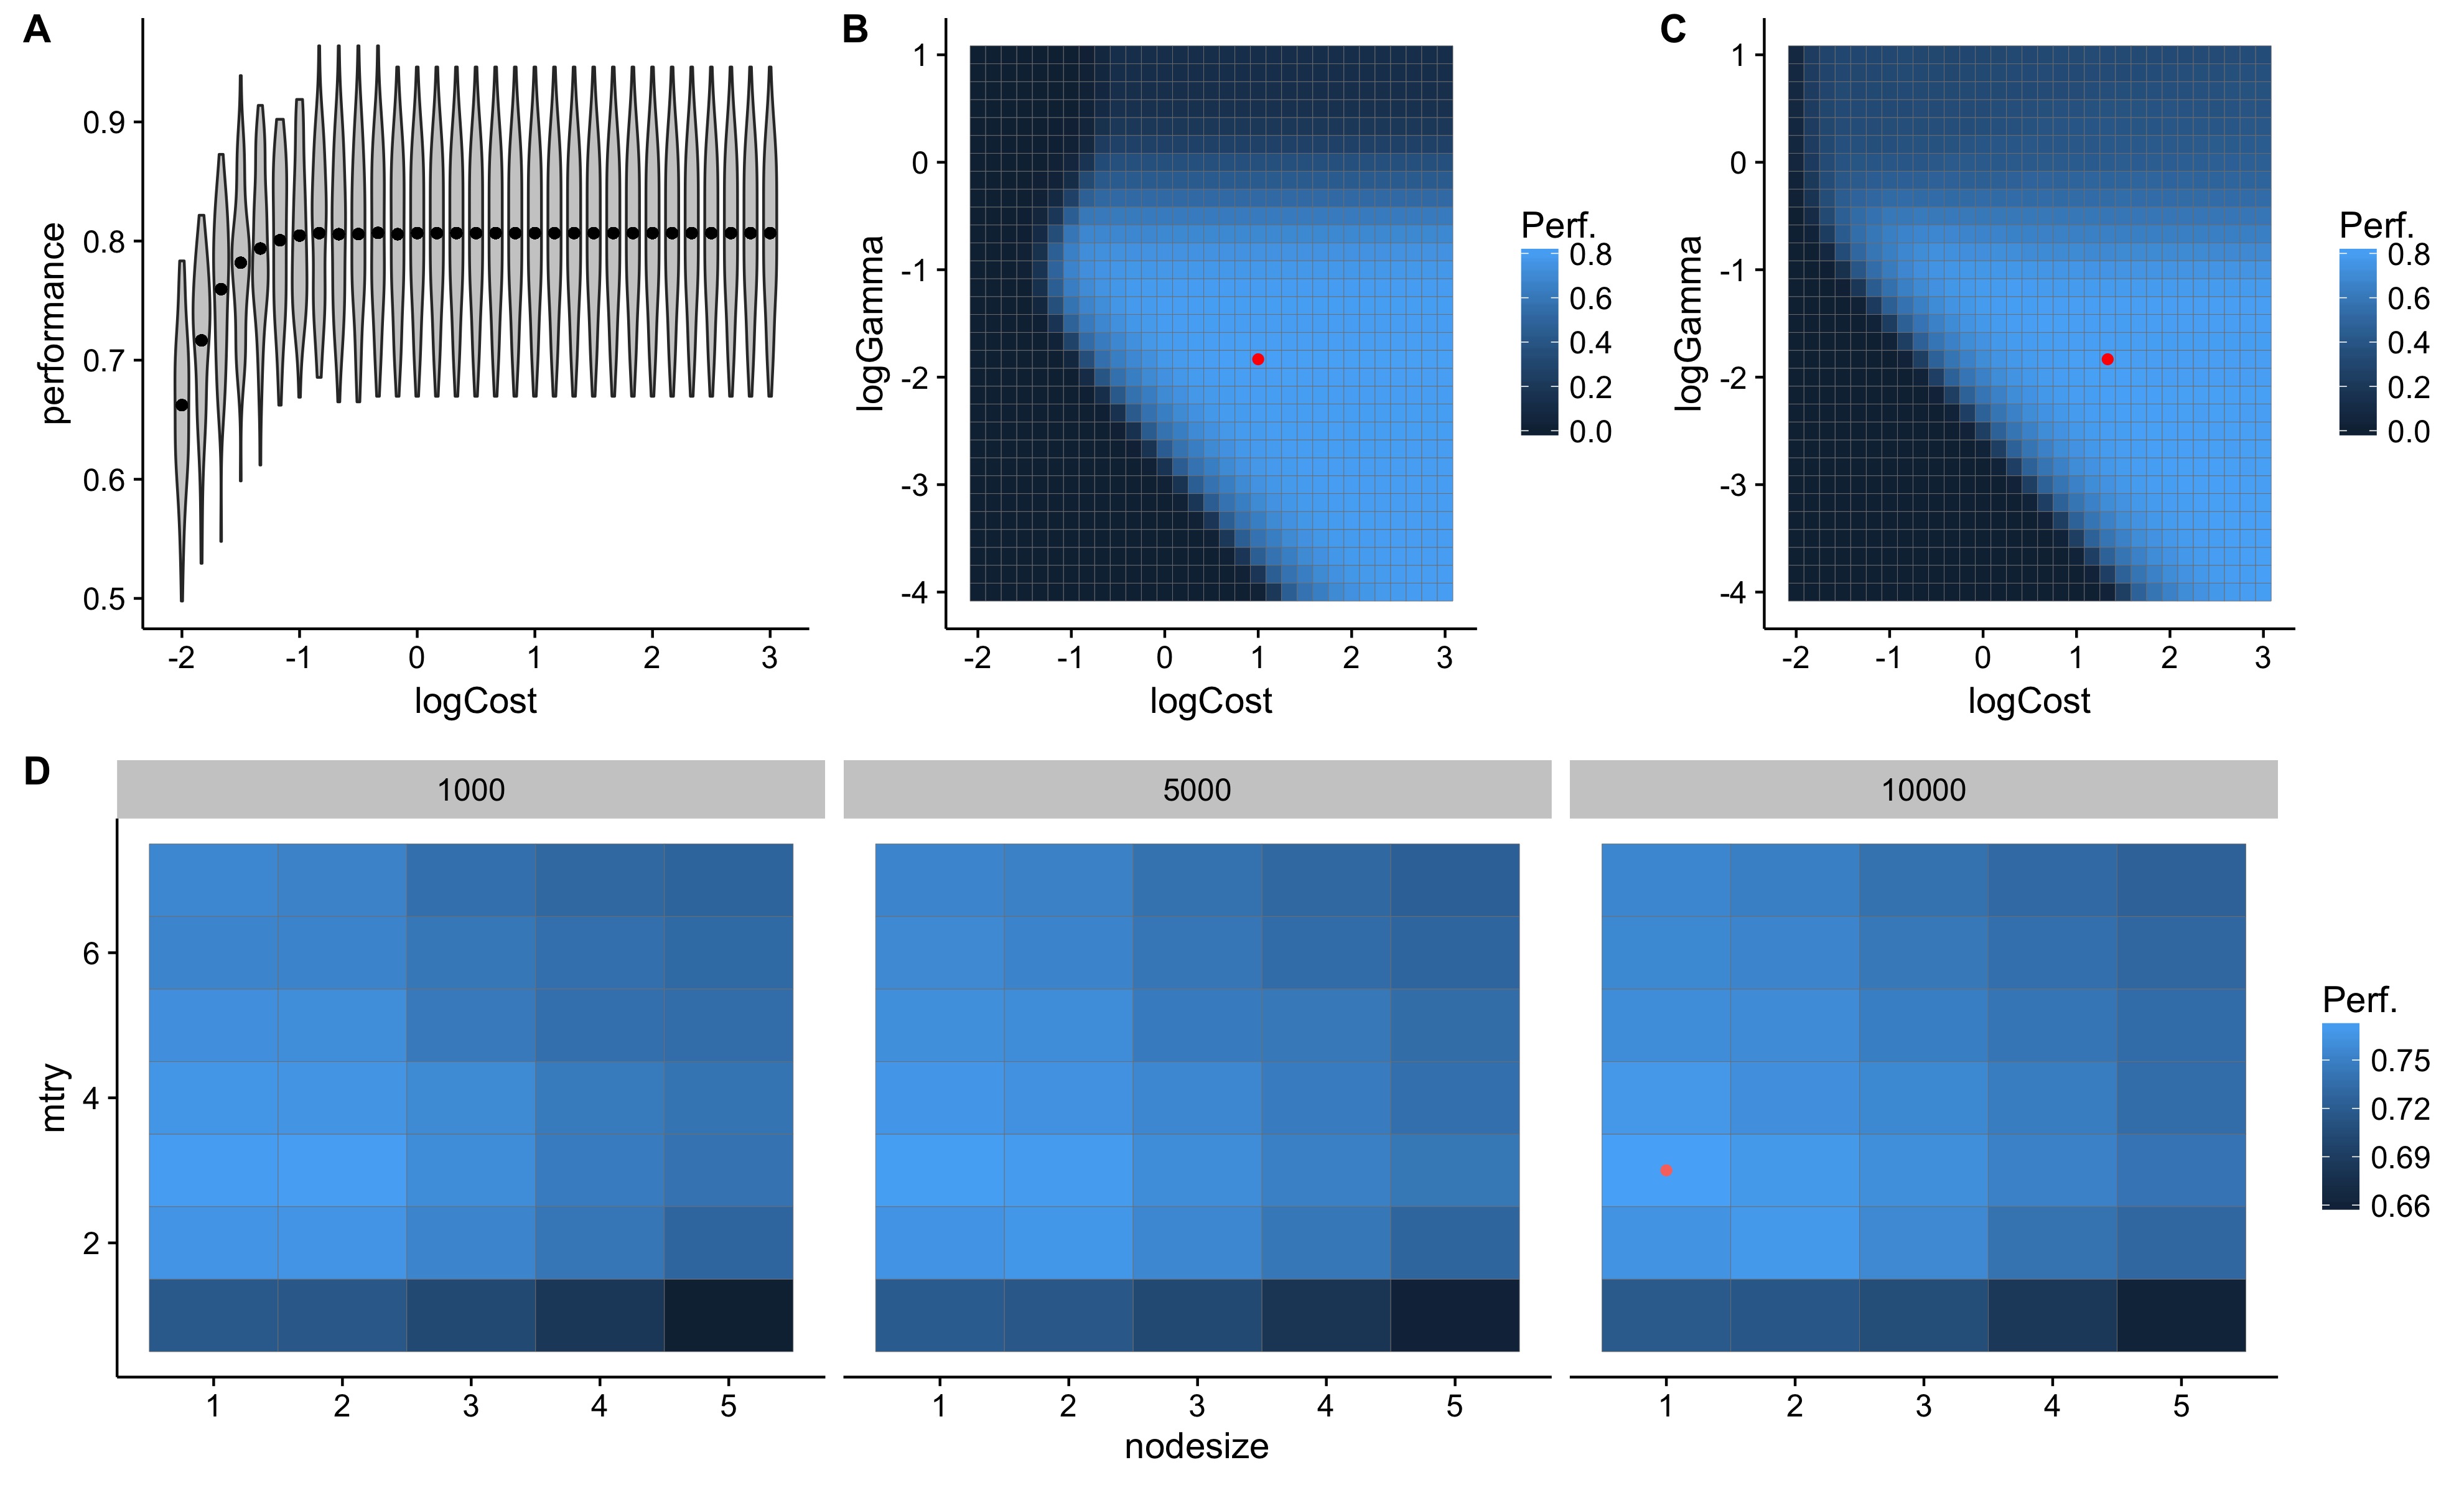 A
performance
0.9
0.8
0.7
0.6
0.5
-2 -1 0 1 2 3
logCost
B
logGamma
1
0
-1
-2
-3
-4
-2 -1 0 1 2 3
logCost
Perf.
0.8
0.6
0.4
0.2
0.0
C
logGamma
1
0
-1
-2
-3
-4
-2 -1 0 1 2 3
logCost
Perf.
0.8
0.6
0.4
0.2
0.0
D
1000 5000 10000
mtry
6
4
2
1 2 3 4 5 1 2 3 4 5 1 2 3 4 5
nodesize
Perf.
0.75
0.72
0.69
0.66